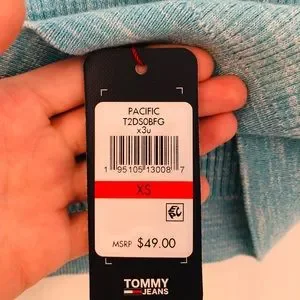 PACIFIC
T2DS0BFG
x3u
1 95105 13008 7
XS
MSRP $49.00
TOMMY
JEANS